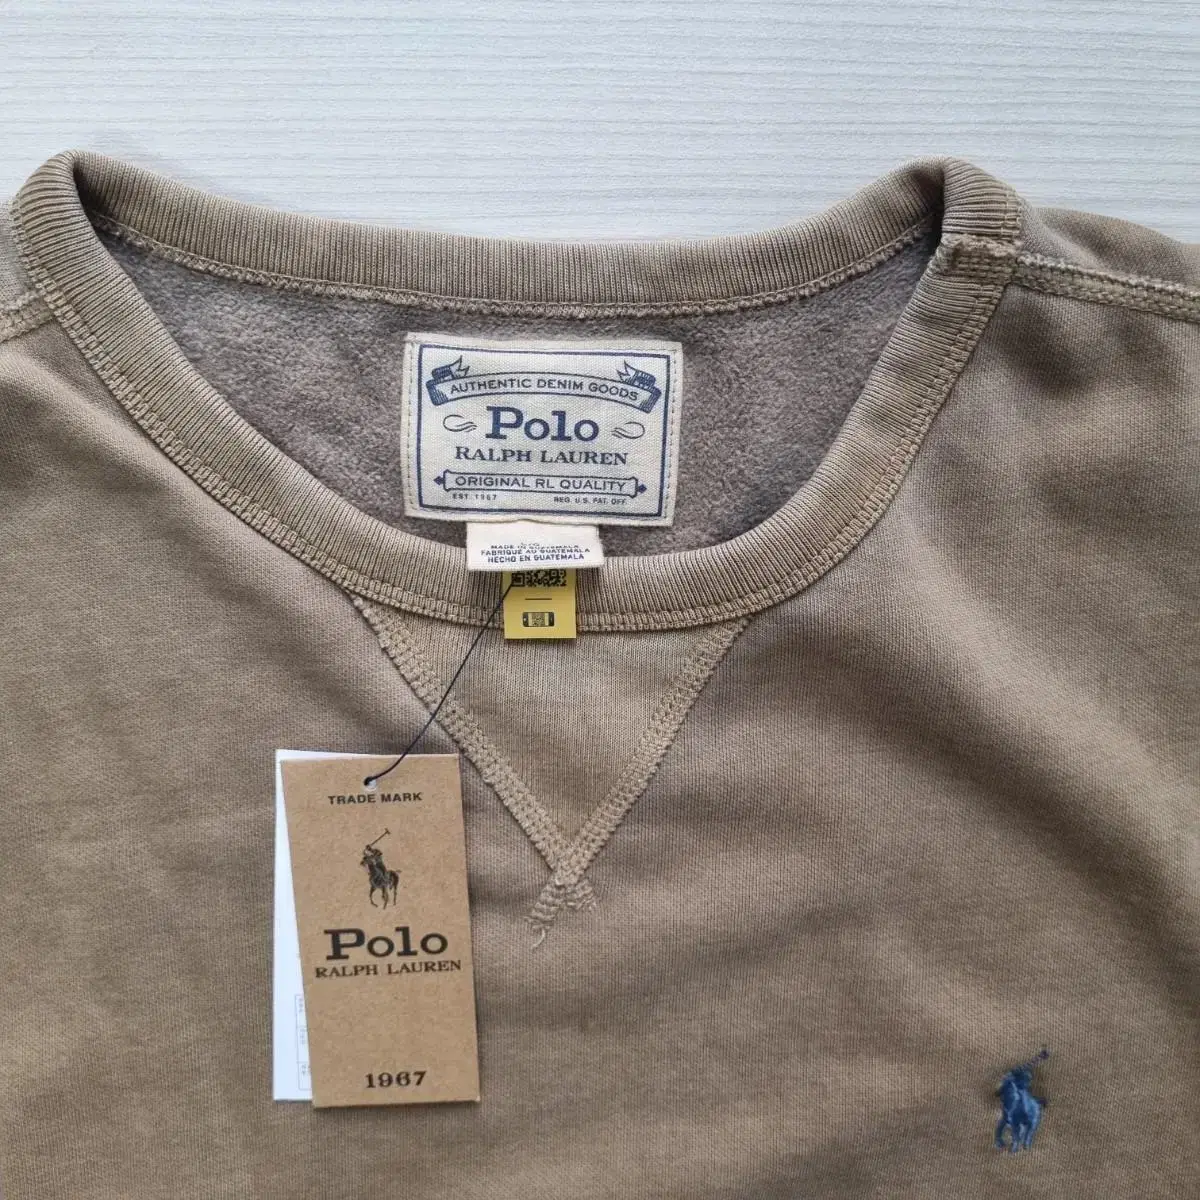 AUTHENTIC DENIM GOODS
Polo
RALPH LAUREN
ORIGINAL RL QUALITY
EST. 1967
REG. U.S. PAT. OFF.
MADE IN GUATEMALA
FABRIQUÉ AU GUATEMALA
HECHO EN GUATEMALA
TRADE MARK
Polo
RALPH LAUREN
1967